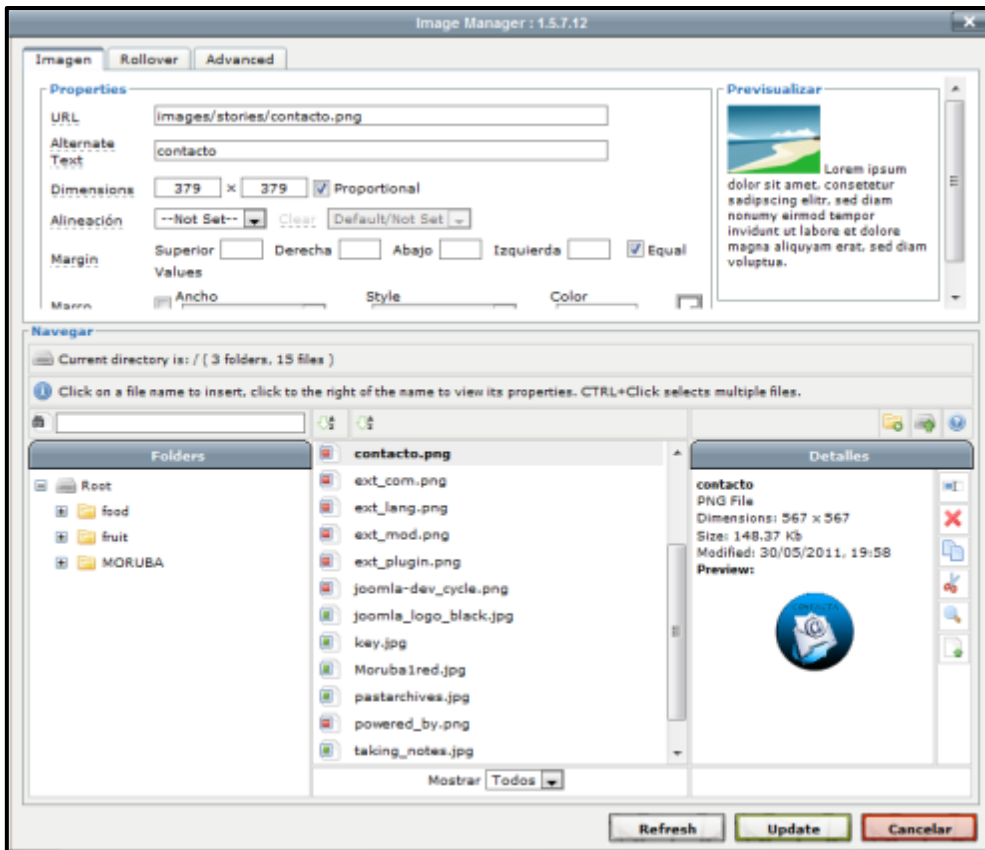 Image Manager : 1.5.7.12
Imagen Rollover Advanced
Properties
URL images/stories/contacto.png
Alternate Text contacto
Dimensions 379 x 379 Proportional
Alineación --Not Set-- Clear Default/Not Set
Margin Superior Derecha Abajo Izquierda Equal Values
Marco Ancho Style Color
Previsualizar
Lorem ipsum
dolor sit amet, consetetur
sadipscing elitr, sed diam
nonumy eirmod tempor
invidunt ut labore et dolore
magna aliquyam erat, sed diam
voluptua.
Navegar
Current directory is: / ( 3 folders, 15 files )
Click on a file name to insert, click to the right of the name to view its properties. CTRL+Click selects multiple files.
Folders
Root
food
fruit
MORUBA
contacto.png
ext_com.png
ext_lang.png
ext_mod.png
ext_plugin.png
joomla-dev_cycle.png
joomla_logo_black.jpg
key.jpg
Moruba1red.jpg
pastarchives.jpg
powered_by.png
taking_notes.jpg
Mostrar Todos
Detalles
contacto
PNG File
Dimensions: 567 x 567
Size: 148.37 Kb
Modified: 30/05/2011, 19:58
Preview:
CONTACTO
@
Refresh Update Cancelar